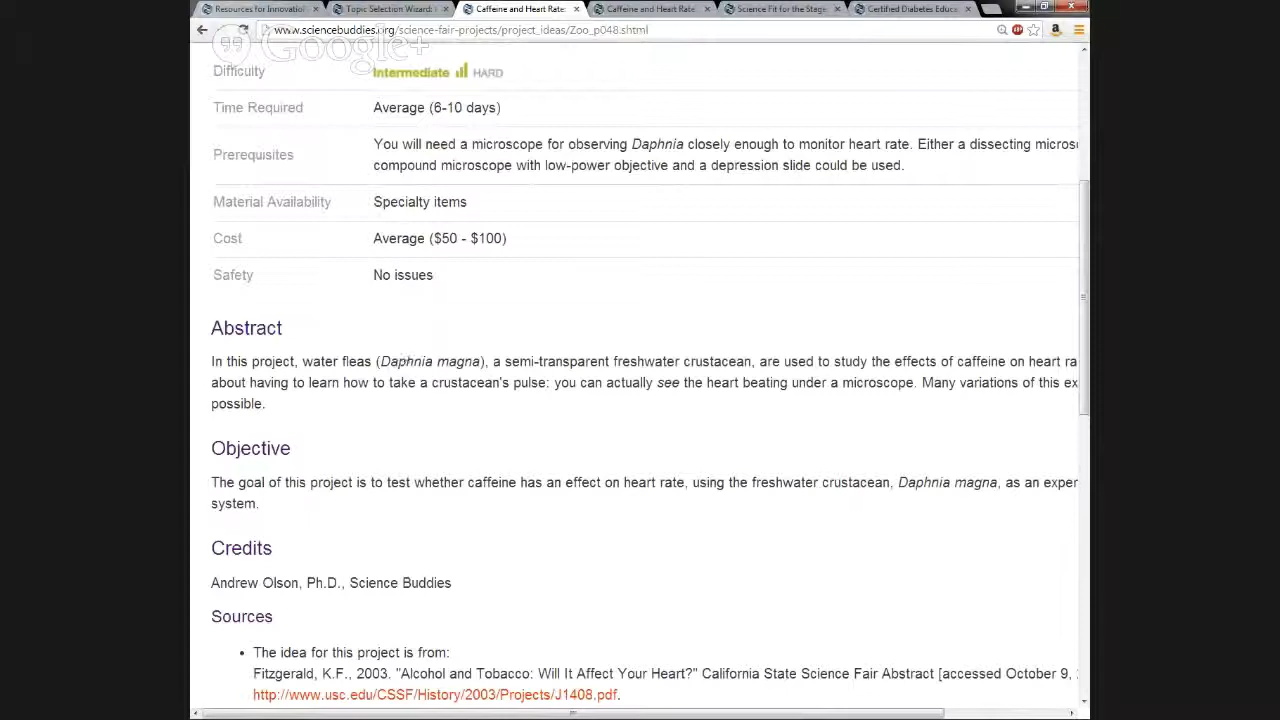 Resources for Innovation
Topic Selection Wizard:
Caffeine and Heart Rate:
Caffeine and Heart Rate
Science Fit for the Stage
Certified Diabetes Educ
www.sciencebuddies.org/science-fair-projects/project_ideas/Zoo_p048.shtml
Google+
Difficulty
Intermediate HARD
Time Required
Average (6-10 days)
Prerequisites
You will need a microscope for observing Daphnia closely enough to monitor heart rate. Either a dissecting microsc
compound microscope with low-power objective and a depression slide could be used.
Material Availability
Specialty items
Cost
Average ($50 - $100)
Safety
No issues
Abstract
In this project, water fleas (Daphnia magna), a semi-transparent freshwater crustacean, are used to study the effects of caffeine on heart ra
about having to learn how to take a crustacean's pulse: you can actually see the heart beating under a microscope. Many variations of this ex
possible.
Objective
The goal of this project is to test whether caffeine has an effect on heart rate, using the freshwater crustacean, Daphnia magna, as an exper
system.
Credits
Andrew Olson, Ph.D., Science Buddies
Sources
• The idea for this project is from:
Fitzgerald, K.F., 2003. "Alcohol and Tobacco: Will It Affect Your Heart?" California State Science Fair Abstract [accessed October 9,
http://www.usc.edu/CSSF/History/2003/Projects/J1408.pdf.